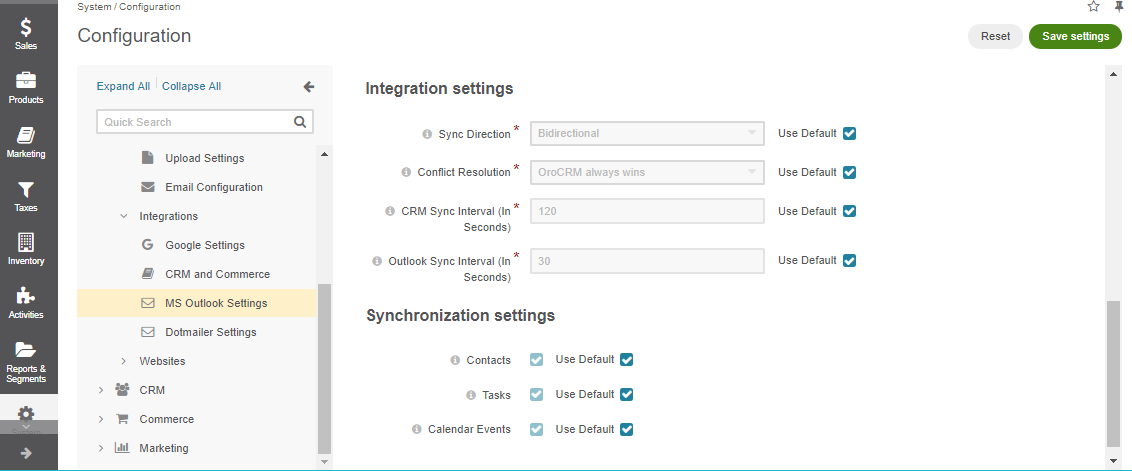 System / Configuration
Configuration
Reset
Save settings
Sales
Products
Marketing
Taxes
Inventory
Activities
Reports &
Segments
Expand All
Collapse All
Quick Search
Upload Settings
Email Configuration
Integrations
Google Settings
CRM and Commerce
MS Outlook Settings
Dotmailer Settings
Websites
CRM
Commerce
Marketing
Integration settings
Sync Direction* Bidirectional Use Default
Conflict Resolution* OroCRM always wins Use Default
CRM Sync Interval (In* 120 Use Default
Seconds)
Outlook Sync Interval (In* 30 Use Default
Seconds)
Synchronization settings
Contacts Use Default
Tasks Use Default
Calendar Events Use Default